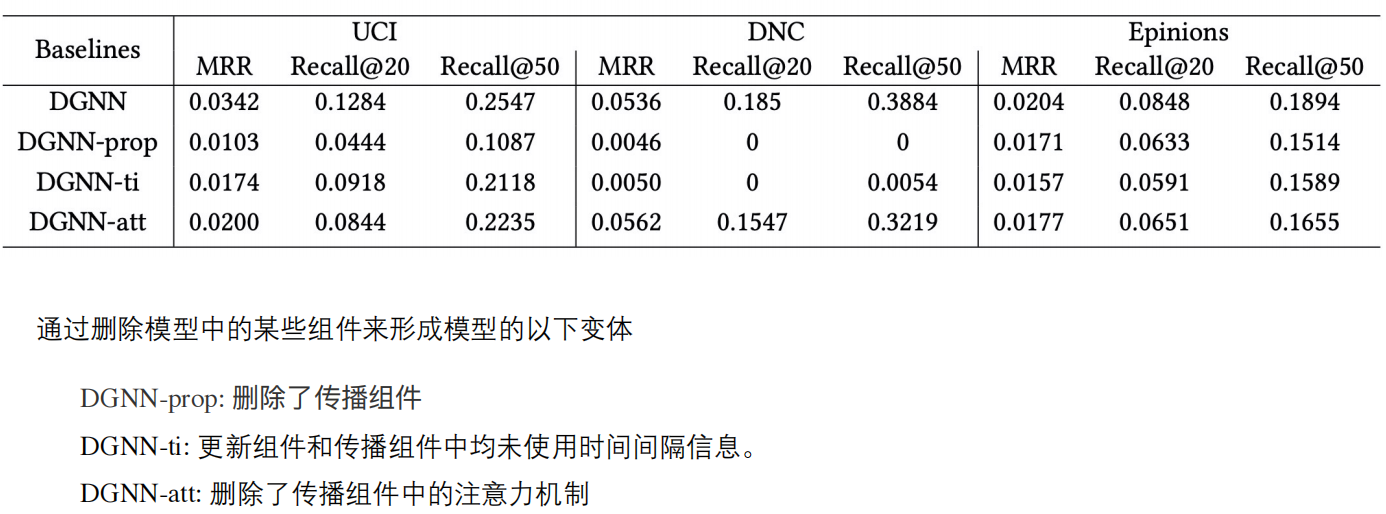 Baselines UCI DNC Epinions
MRR Recall@20 Recall@50 MRR Recall@20 Recall@50 MRR Recall@20 Recall@50
DGNN 0.0342 0.1284 0.2547 0.0536 0.185 0.3884 0.0204 0.0848 0.1894
DGNN-prop 0.0103 0.0444 0.1087 0.0046 0 0 0.0171 0.0633 0.1514
DGNN-ti 0.0174 0.0918 0.2118 0.0050 0 0.0054 0.0157 0.0591 0.1589
DGNN-att 0.0200 0.0844 0.2235 0.0562 0.1547 0.3219 0.0177 0.0651 0.1655
通过删除模型中的某些组件来形成模型的以下变体
DGNN-prop: 删除了传播组件
DGNN-ti: 更新组件和传播组件中均未使用时间间隔信息。
DGNN-att: 删除了传播组件中的注意力机制